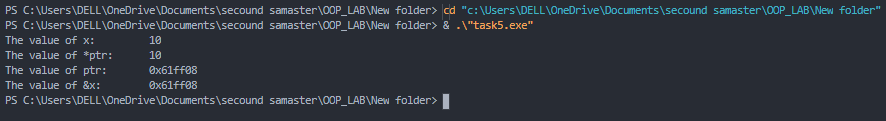 PS C:\Users\DELL\OneDrive\Documents\secound samaster\OOP_LAB\New folder> cd "c:\Users\DELL\OneDrive\Documents\secound samaster\OOP_LAB\New folder"
PS C:\Users\DELL\OneDrive\Documents\secound samaster\OOP_LAB\New folder> & .\"task5.exe"
The value of x: 10
The value of *ptr: 10
The value of ptr: 0x61ff08
The value of &x: 0x61ff08
PS C:\Users\DELL\OneDrive\Documents\secound samaster\OOP_LAB\New folder>